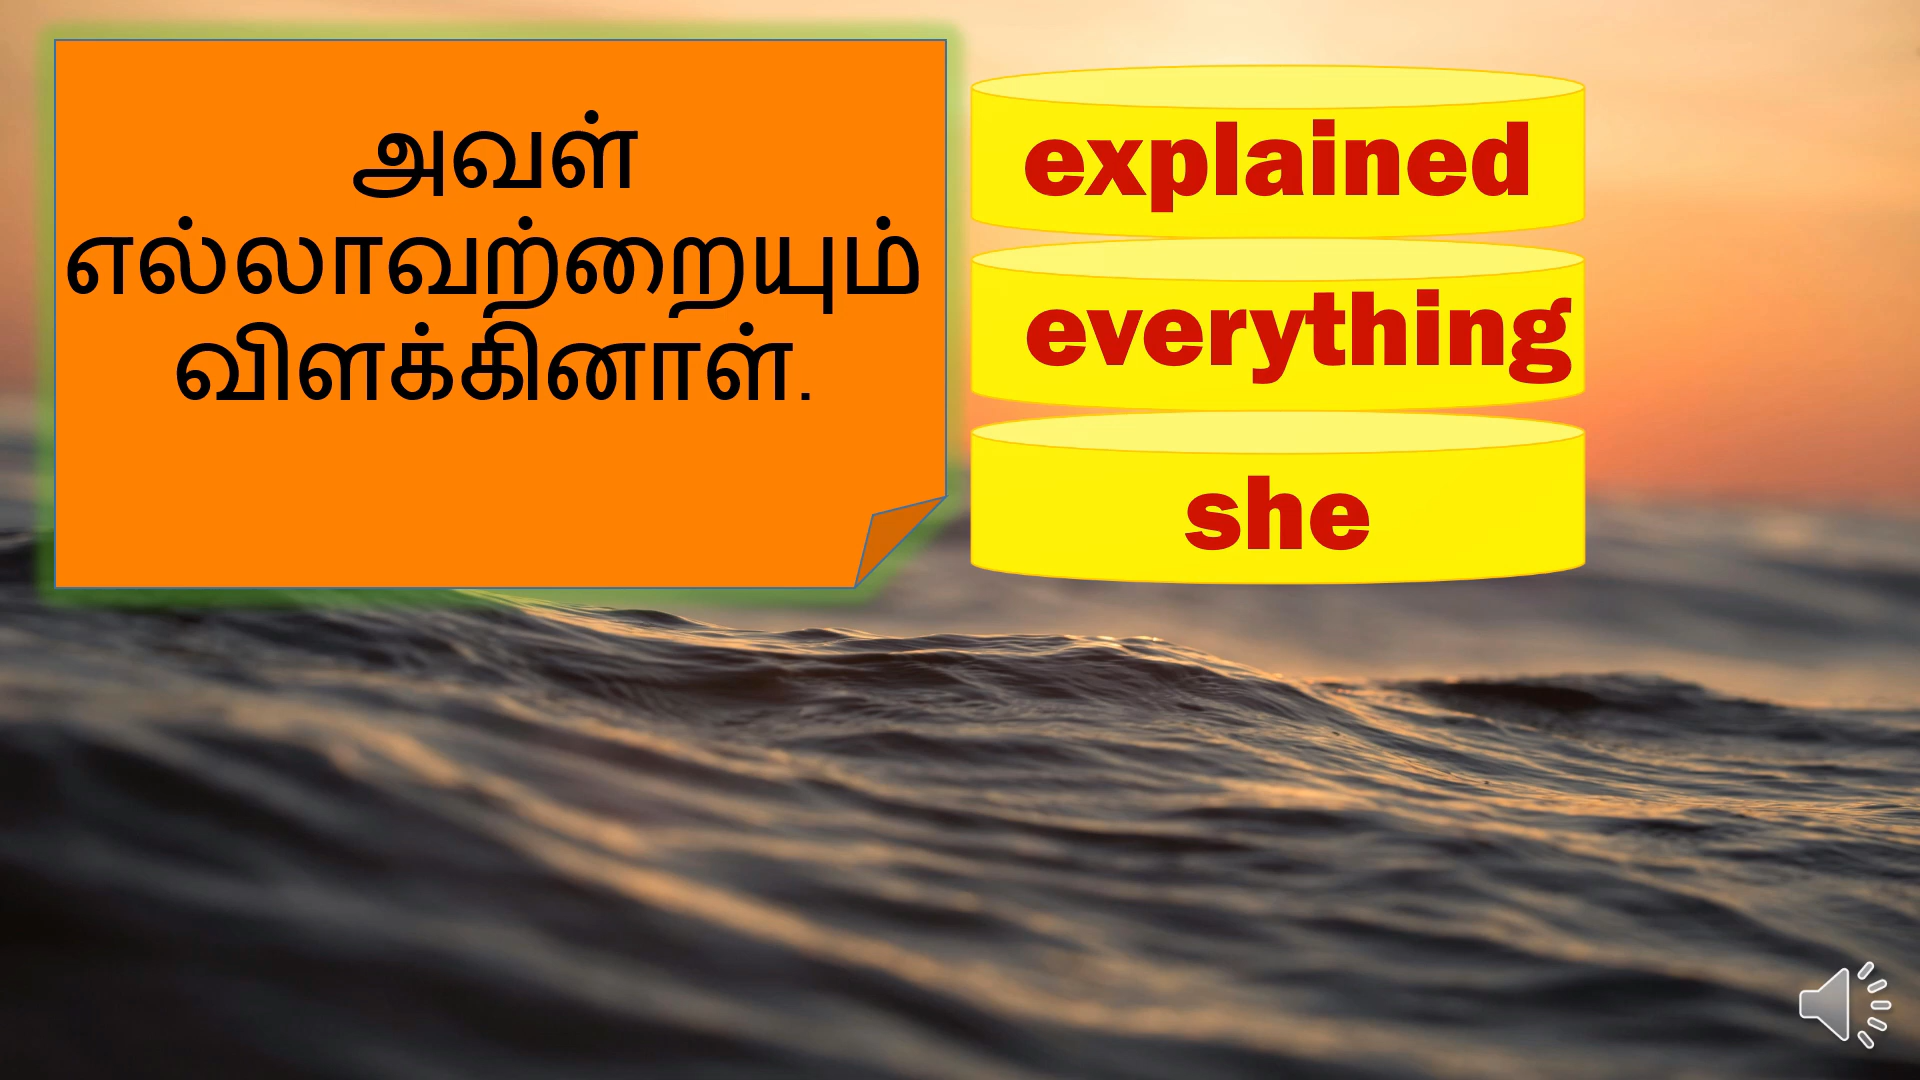 அவள்
எல்லாவற்றையும்
விளக்கினாள்.
explained
everything
she